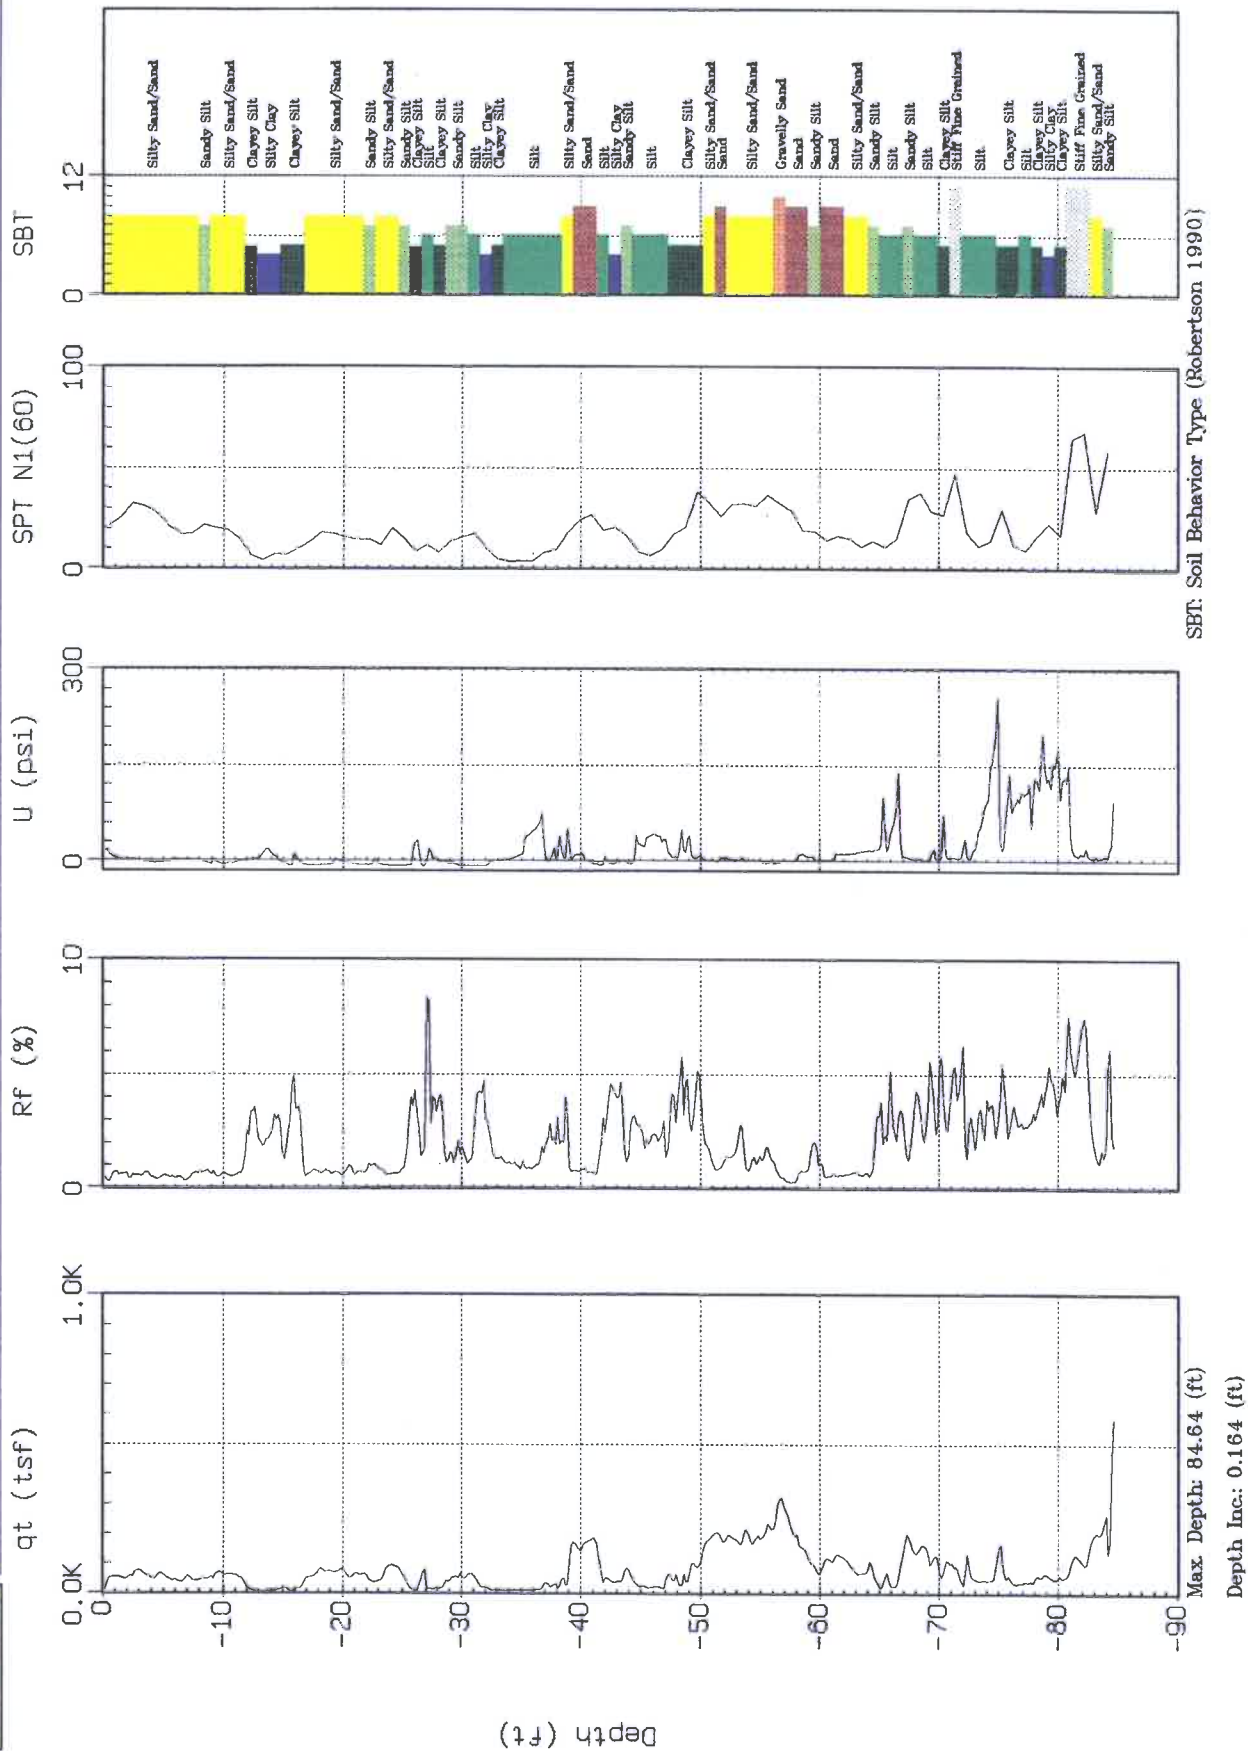 qt (tsf)
Rf (%)
U (psi)
SPT N1(60)
SBT
0.0K
1.0K
0
10
0
300
0
100
0
12
0
-10
-20
-30
-40
-50
-60
-70
-80
-90
Depth (ft)
Silty Sand/Sand
Sandy Silt
Silty Sand/Sand
Clayey Silt
Silty Clay
Clayey Silt
Silty Sand/Sand
Sandy Silt
Silty Sand/Sand
Sandy Silt
Clayey Silt
Silt
Clayey Silt
Sandy Silt
Silt
Silty Clay
Clayey Silt
Silt
Silty Sand/Sand
Sand
Silt
Silty Clay
Sandy Silt
Silt
Clayey Silt
Silty Sand/Sand
Sand
Silty Sand/Sand
Gravelly Sand
Sand
Sandy Silt
Sand
Silty Sand/Sand
Sandy Silt
Silt
Sandy Silt
Silt
Clayey Silt
Stiff Fine Grained
Silt
Clayey Silt
Silt
Clayey Silt
Silty Clay
Clayey Silt
Stiff Fine Grained
Silty Sand/Sand
Sandy Silt
Max. Depth: 84.64 (ft)
Depth Inc.: 0.164 (ft)
SBT: Soil Behavior Type (Robertson 1990)